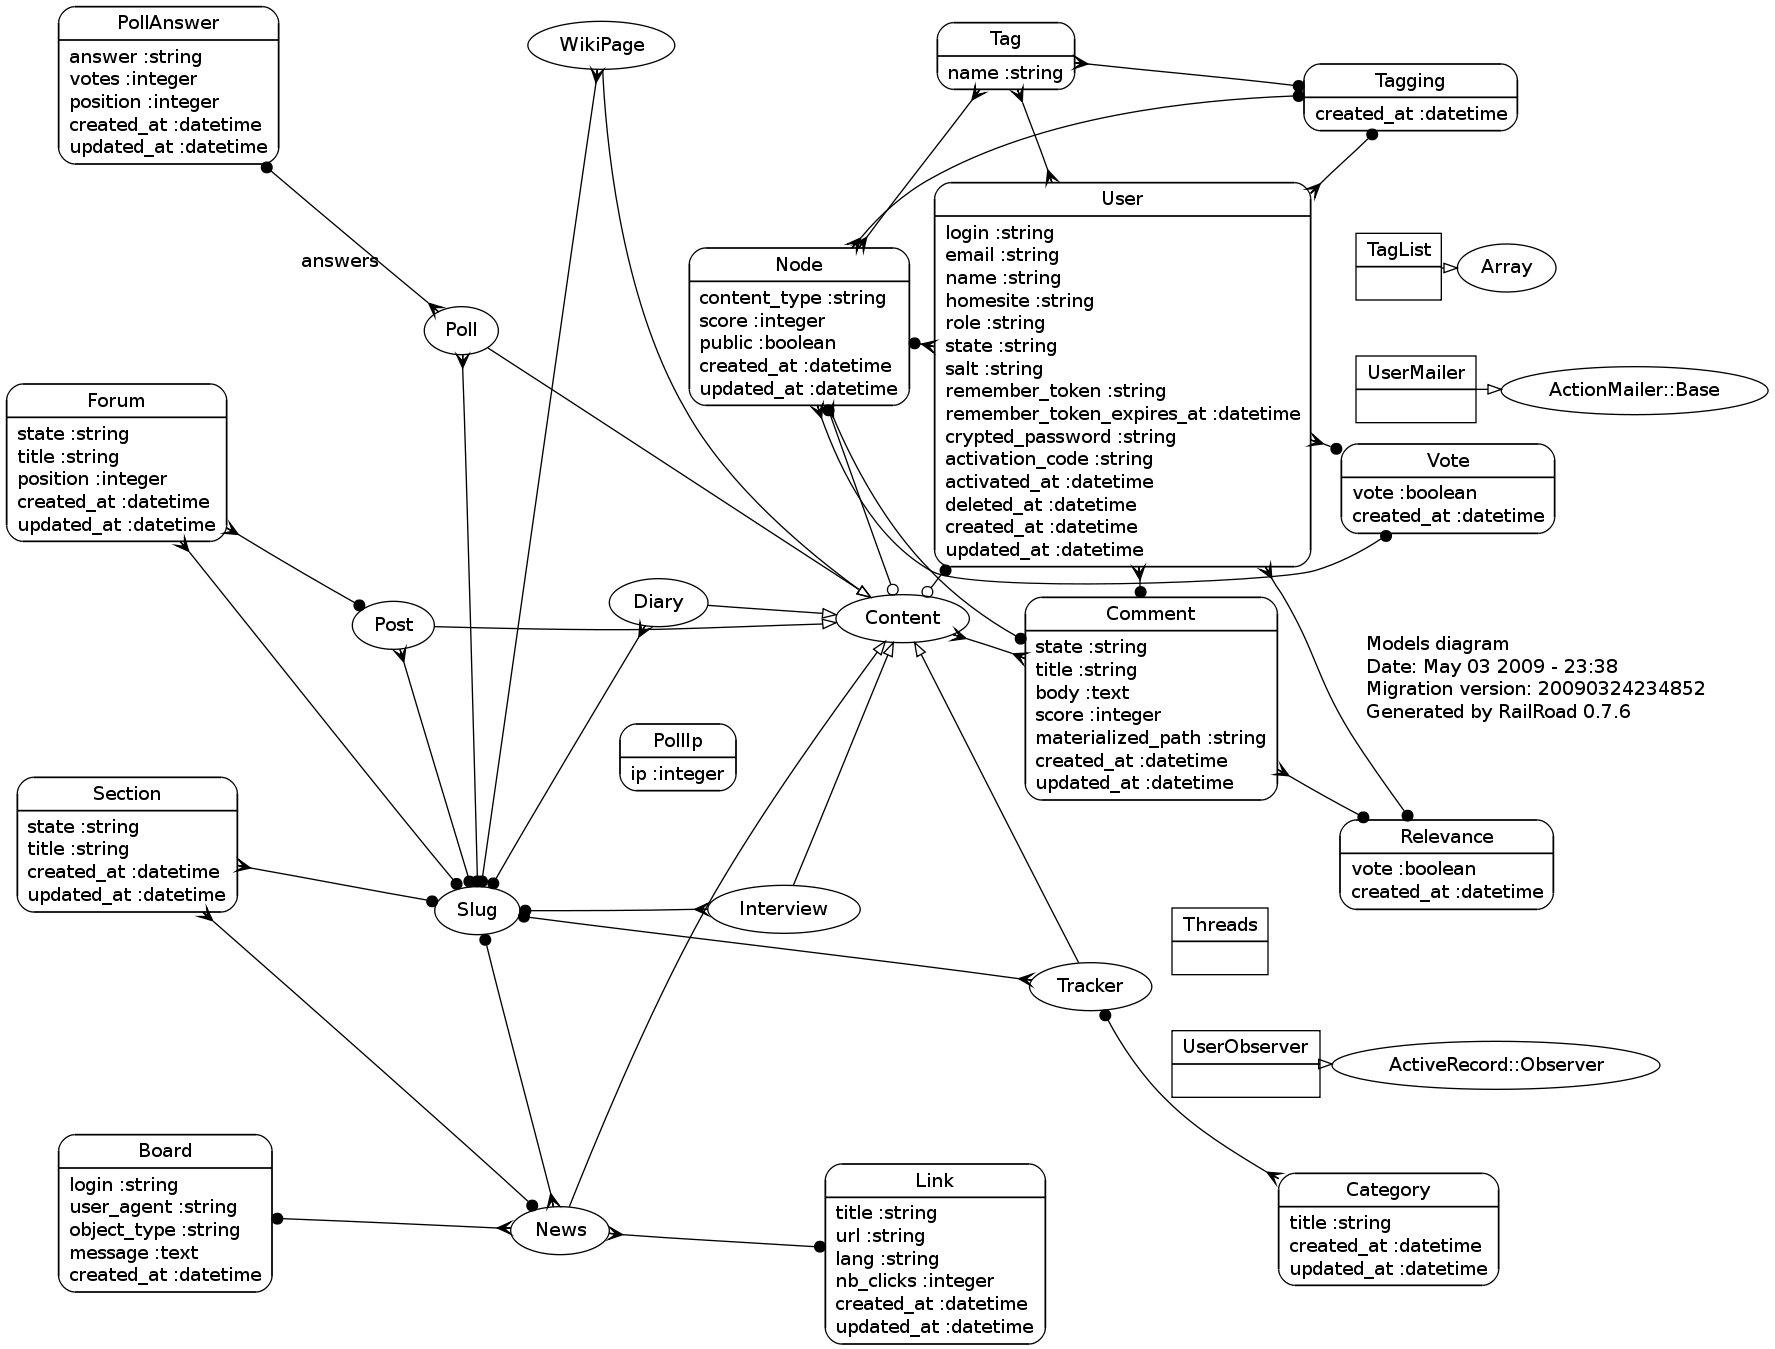 PollAnswer
answer :string
votes :integer
position :integer
created_at :datetime
updated_at :datetime
WikiPage
Tag
name :string
Tagging
created_at :datetime
User
login :string
email :string
name :string
homesite :string
role :string
state :string
salt :string
remember_token :string
remember_token_expires_at :datetime
crypted_password :string
activation_code :string
activated_at :datetime
deleted_at :datetime
created_at :datetime
updated_at :datetime
TagList
Array
answers
Node
content_type :string
score :integer
public :boolean
created_at :datetime
updated_at :datetime
Poll
UserMailer
ActionMailer::Base
Forum
state :string
title :string
position :integer
created_at :datetime
updated_at :datetime
Vote
vote :boolean
created_at :datetime
Post
Diary
Content
Comment
state :string
title :string
body :text
score :integer
materialized_path :string
created_at :datetime
updated_at :datetime
Models diagram
Date: May 03 2009 - 23:38
Migration version: 20090324234852
Generated by RailRoad 0.7.6
PollIp
ip :integer
Section
state :string
title :string
created_at :datetime
updated_at :datetime
Relevance
vote :boolean
created_at :datetime
Slug
Interview
Threads
Tracker
UserObserver
ActiveRecord::Observer
Board
login :string
user_agent :string
object_type :string
message :text
created_at :datetime
News
Link
title :string
url :string
lang :string
nb_clicks :integer
created_at :datetime
updated_at :datetime
Category
title :string
created_at :datetime
updated_at :datetime